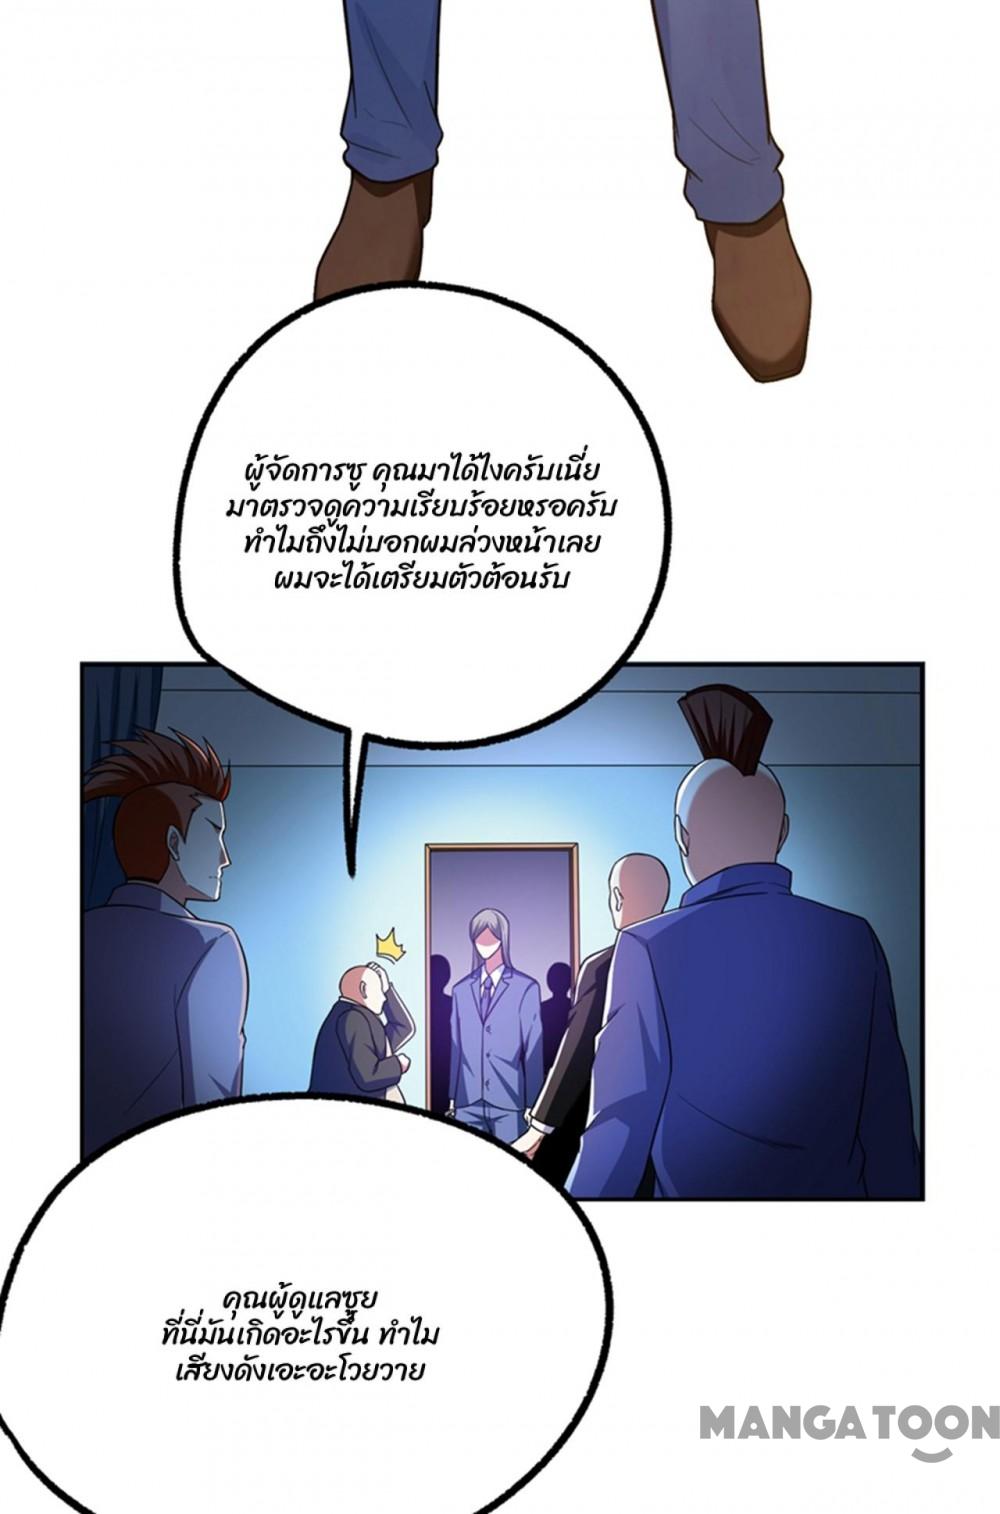 ผู้จัดการซู คุณมาได้ไงครับเนี่ย
มาตรวจดูความเรียบร้อยหรอครับ
ทำไมถึงไม่บอกผมล่วงหน้าเลย
ผมจะได้เตรียมตัวต้อนรับ
คุณผู้ดูแลซุย
ที่นี่มันเกิดอะไรขึ้น ทำไม
เสียงดังเอะอะโวยวาย
MANGATOON